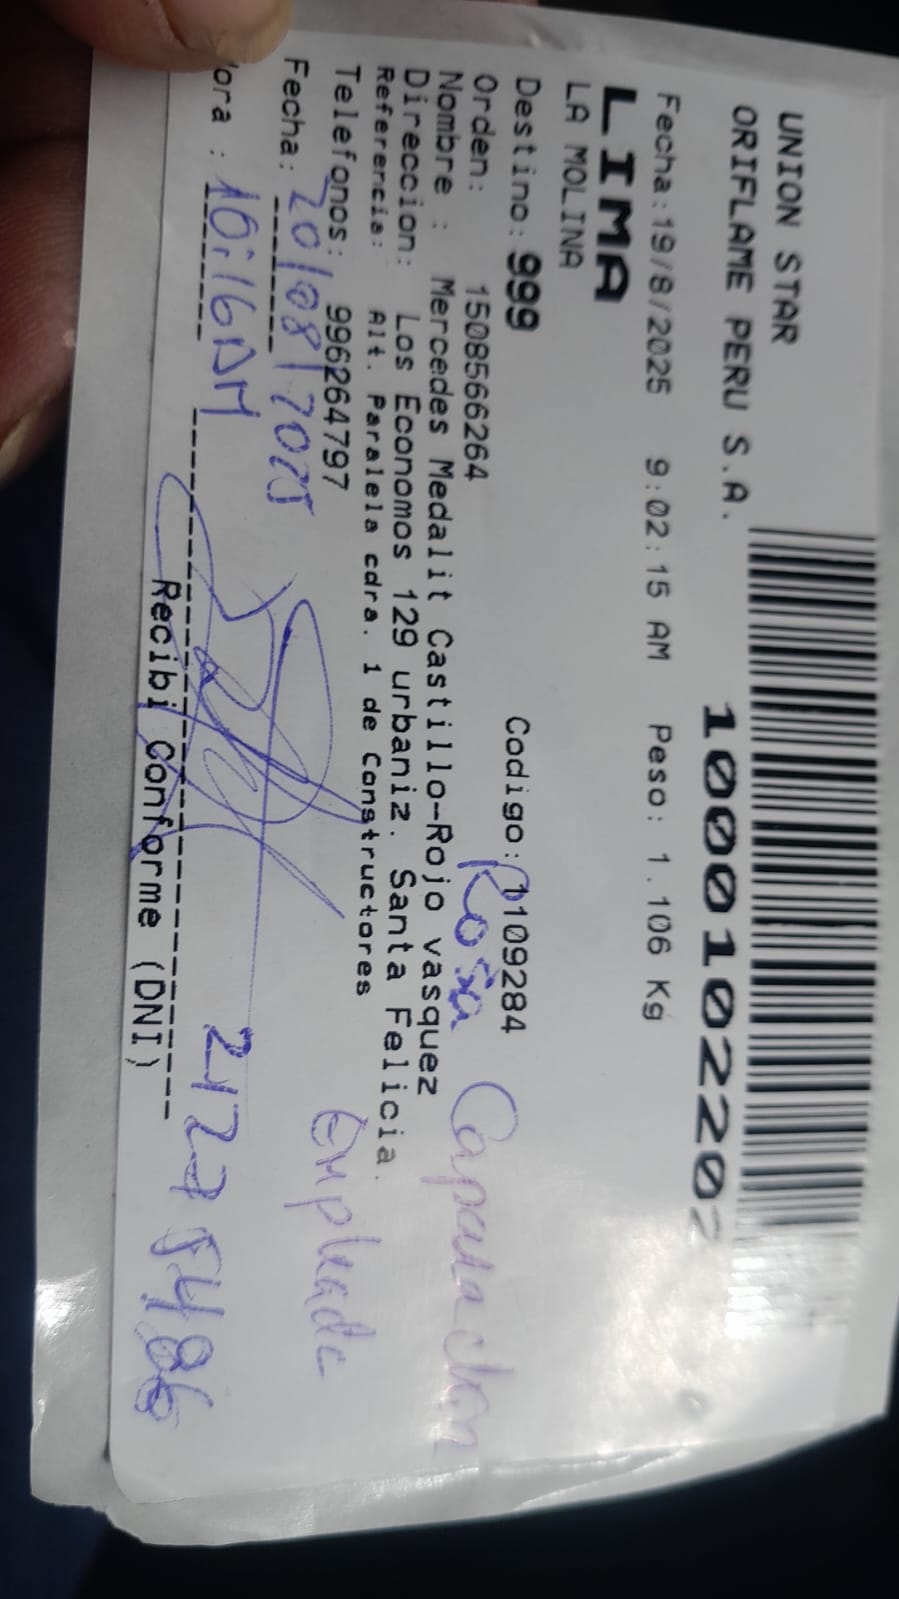 UNION STAR
ORIFLAME PERU S.A.
1000102202
Fecha:19/8/2025 9:02:15 AM Peso: 1.106 Kg
LIMA
LA MOLINA
Destino: 999 Codigo: 1109284
Orden: 1508566264
Rosa
Nombre : Mercedes Medalit Castillo-Rojo vasquez
Direccion: Los Economos 129 urbaniz. Santa Felicia.
Referencia: Alt. Paralela cdra. 1 de Constructores
Telefonos: 996264797
Fecha: 20/08/2025
ora : 10:16AM
Recibi Conforme (DNI)